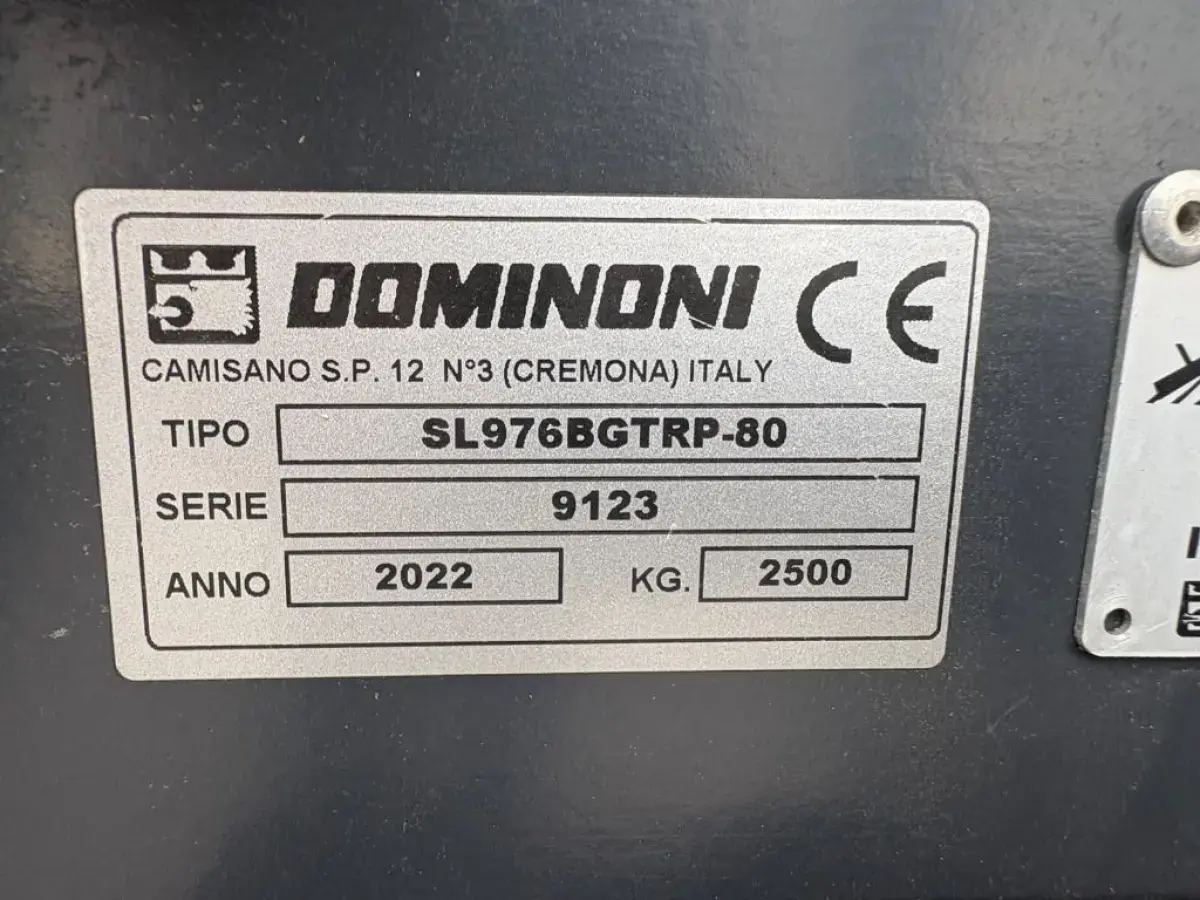 DOMINONI CE
CAMISANO S.P. 12 N°3 (CREMONA) ITALY
TIPO SL976BGTRP-80
SERIE 9123
ANNO 2022 KG. 2500